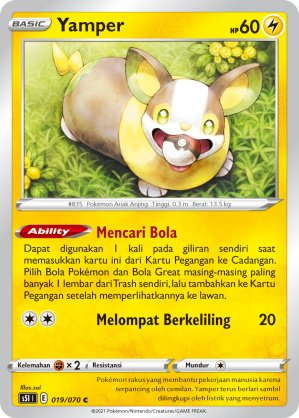 BASIC Yamper HP60
#835 Pokémon Anak Anjing Tinggi: 0.3 m Berat: 13.5 kg
Ability Mencari Bola
Dapat digunakan 1 kali pada giliran sendiri saat
memasukkan kartu ini dari Kartu Pegangan ke Cadangan.
Pilih Bola Pokémon dan Bola Great masing-masing paling
banyak 1 lembar dari Trash sendiri, lalu tambahkan ke Kartu
Pegangan setelah memperlihatkannya ke lawan.
Melompat Berkeliling 20
Kelemahan ×2 Resistansi Mundur
Illus. sui
s5I I E 019/070 C
Pokémon rakus yang membantu pekerjaan manusia karena
terpancing oleh makanan. Yamper terus berlari sambil
dilingkupi oleh listrik yang menyetrum.
©2021 Pokémon/Nintendo/Creatures/GAME FREAK